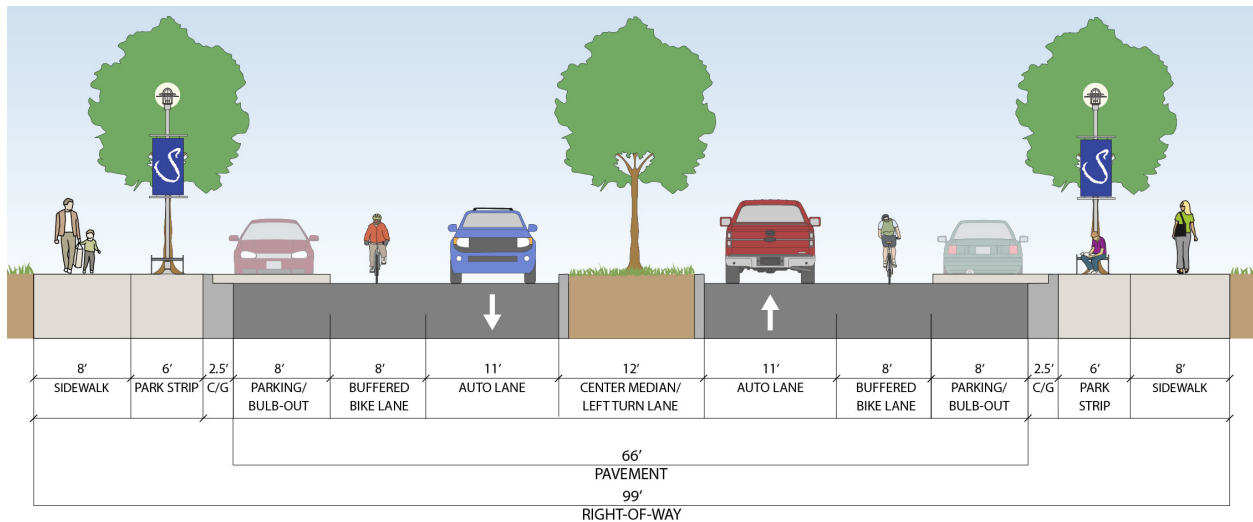 S
S
8’ 6’ 2.5’ 8’ 8’ 11’ 12’ 11’ 8’ 8’ 2.5’ 6’ 8’
SIDEWALK PARK STRIP C/G PARKING/ BUFFERED AUTO LANE CENTER MEDIAN/ AUTO LANE BUFFERED PARKING/ C/G PARK SIDEWALK
BULB-OUT BIKE LANE LEFT TURN LANE BIKE LANE BULB-OUT STRIP
66’
PAVEMENT
99’
RIGHT-OF-WAY